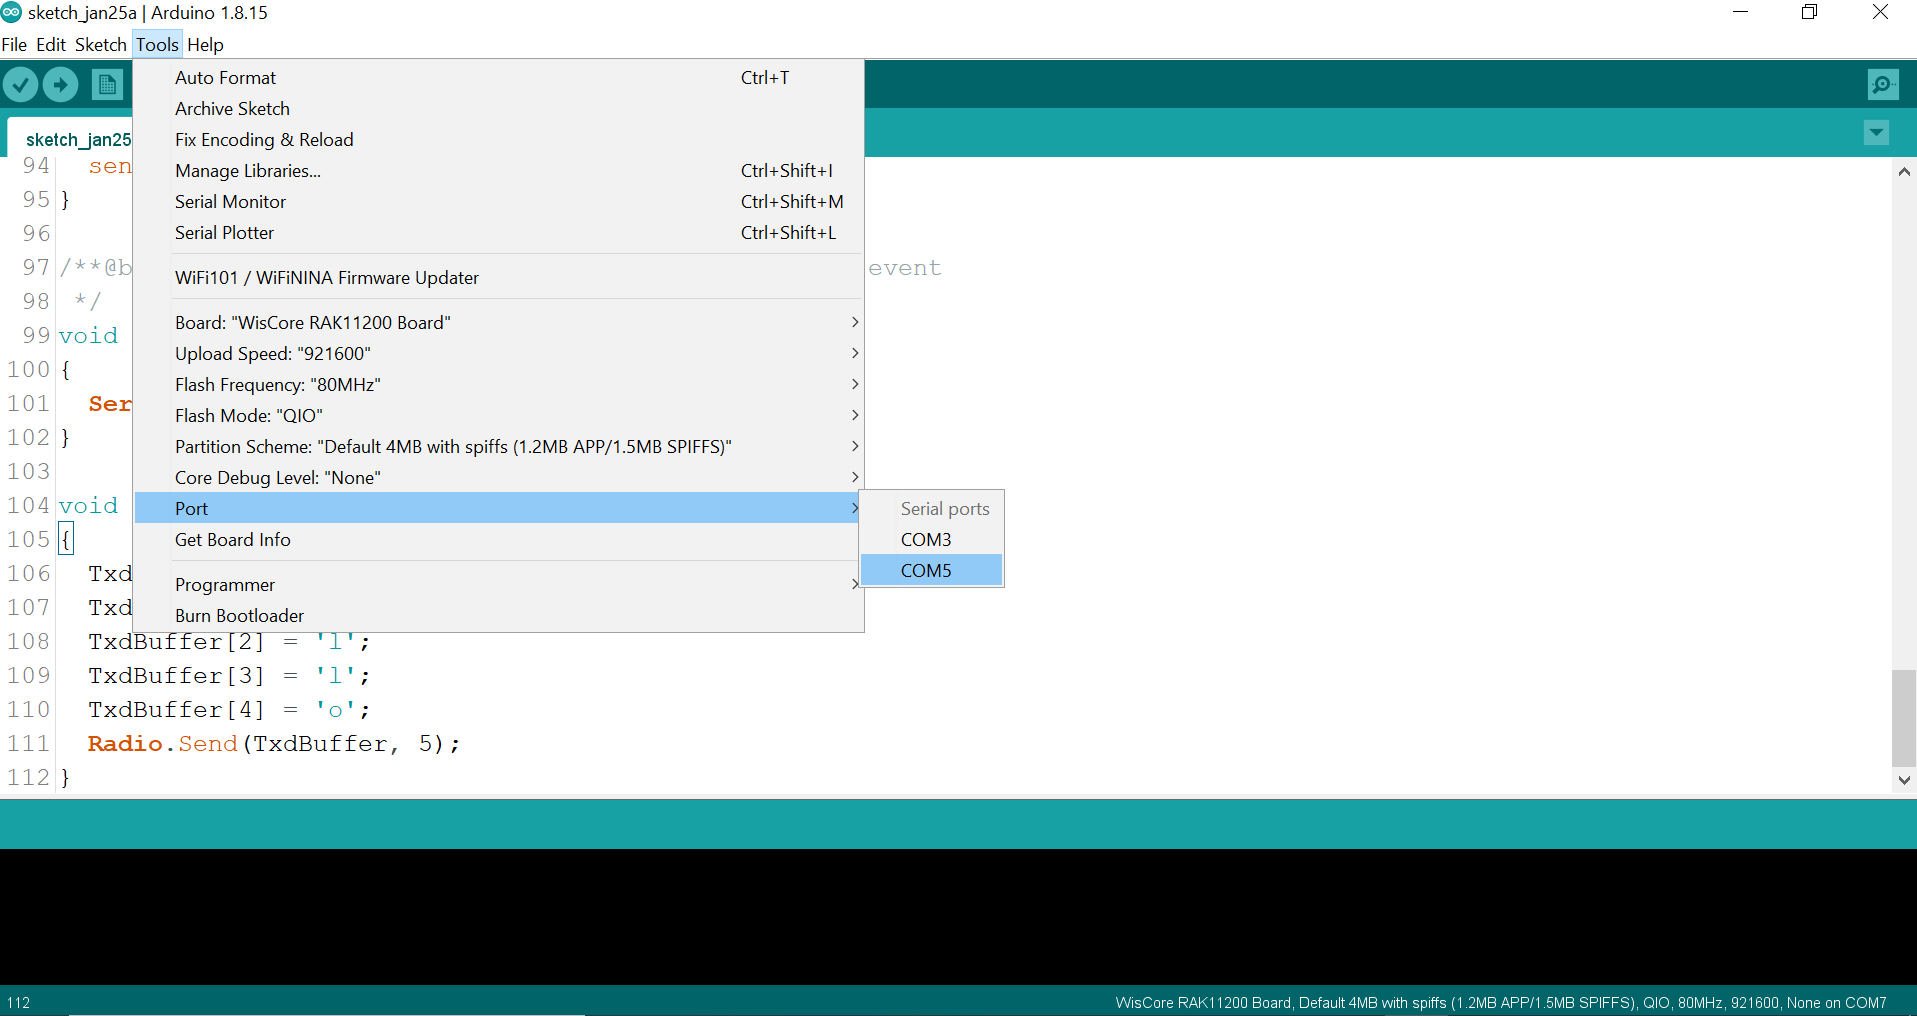 sketch_jan25a | Arduino 1.8.15
File Edit Sketch Tools Help
Auto Format Ctrl+T
Archive Sketch
Fix Encoding & Reload
Manage Libraries... Ctrl+Shift+I
Serial Monitor Ctrl+Shift+M
Serial Plotter Ctrl+Shift+L
WiFi101 / WiFiNINA Firmware Updater
Board: "WisCore RAK11200 Board"
Upload Speed: "921600"
Flash Frequency: "80MHz"
Flash Mode: "QIO"
Partition Scheme: "Default 4MB with spiffs (1.2MB APP/1.5MB SPIFFS)"
Core Debug Level: "None"
Port
Get Board Info
Programmer
Burn Bootloader
Serial ports
COM3
COM5
sketch_jan25
94 sen
95 }
96
97 /**@b event
98 */
99 void
100 {
101 Ser
102 }
103
104 void
105 {
106 Txd
107 Txd
108 TxdBuffer[2] = 'l';
109 TxdBuffer[3] = 'l';
110 TxdBuffer[4] = 'o';
111 Radio.Send(TxdBuffer, 5);
112 }
112 WisCore RAK11200 Board, Default 4MB with spiffs (1.2MB APP/1.5MB SPIFFS), QIO, 80MHz, 921600, None on COM7